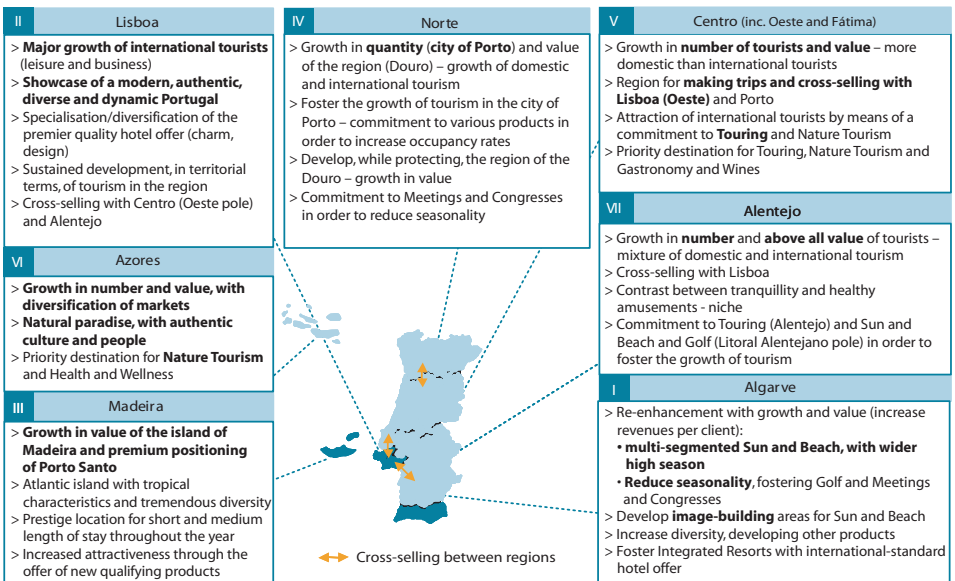 II Lisboa
> Major growth of international tourists
(leisure and business)
> Showcase of a modern, authentic,
diverse and dynamic Portugal
> Specialisation/diversification of the
premier quality hotel offer (charm,
design)
> Sustained development, in territorial
terms, of tourism in the region
> Cross-selling with Centro (Oeste pole)
and Alentejo
IV Norte
> Growth in quantity (city of Porto) and value
of the region (Douro) – growth of domestic
and international tourism
> Foster the growth of tourism in the city of
Porto – commitment to various products in
order to increase occupancy rates
> Develop, while protecting, the region of the
Douro – growth in value
> Commitment to Meetings and Congresses
in order to reduce seasonality
V Centro (inc. Oeste and Fátima)
> Growth in number of tourists and value – more
domestic than international tourists
> Region for making trips and cross-selling with
Lisboa (Oeste) and Porto
> Attraction of international tourists by means of a
commitment to Touring and Nature Tourism
> Priority destination for Touring, Nature Tourism and
Gastronomy and Wines
VI Azores
> Growth in number and value, with
diversification of markets
> Natural paradise, with authentic
culture and people
> Priority destination for Nature Tourism
and Health and Wellness
VII Alentejo
> Growth in number and above all value of tourists –
mixture of domestic and international tourism
> Cross-selling with Lisboa
> Contrast between tranquillity and healthy
amusements - niche
> Commitment to Touring (Alentejo) and Sun and
Beach and Golf (Litoral Alentejano pole) in order to
foster the growth of tourism
III Madeira
> Growth in value of the island of
Madeira and premium positioning
of Porto Santo
> Atlantic island with tropical
characteristics and tremendous diversity
> Prestige location for short and medium
length of stay throughout the year
> Increased attractiveness through the
offer of new qualifying products
I Algarve
> Re-enhancement with growth and value (increase
revenues per client):
• multi-segmented Sun and Beach, with wider
high season
• Reduce seasonality, fostering Golf and Meetings
and Congresses
> Develop image-building areas for Sun and Beach
> Increase diversity, developing other products
> Foster Integrated Resorts with international-standard
hotel offer
Cross-selling between regions